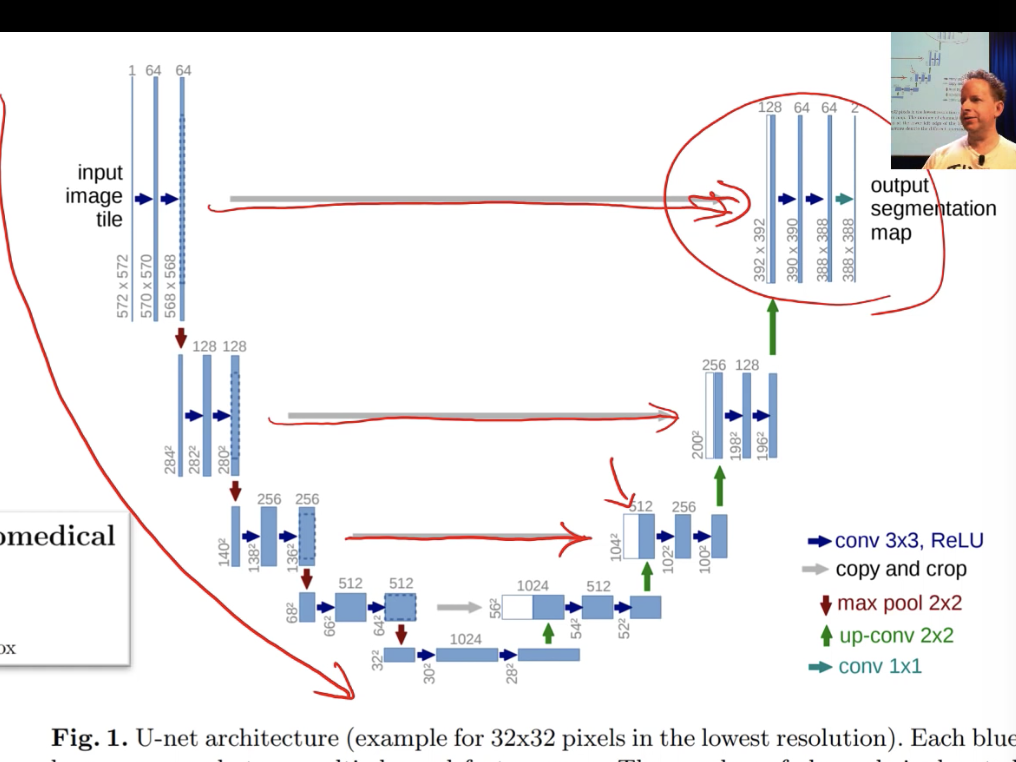 1 64 64
input
image
tile
572 x 572
570 x 570
568 x 568
128 64 64 2
output
segmentation
map
392 x 392
390 x 390
388 x 388
388 x 388
128 128
284²
282²
280²
256 128
200²
198²
196²
256 256
140²
138²
136²
512 256
104²
102²
100²
512 512
68²
66²
64²
1024 512
56²
54²
52²
1024
32²
30²
28²
omedical
ox
conv 3x3, ReLU
copy and crop
max pool 2x2
up-conv 2x2
conv 1x1
Fig. 1. U-net architecture (example for 32x32 pixels in the lowest resolution). Each blue